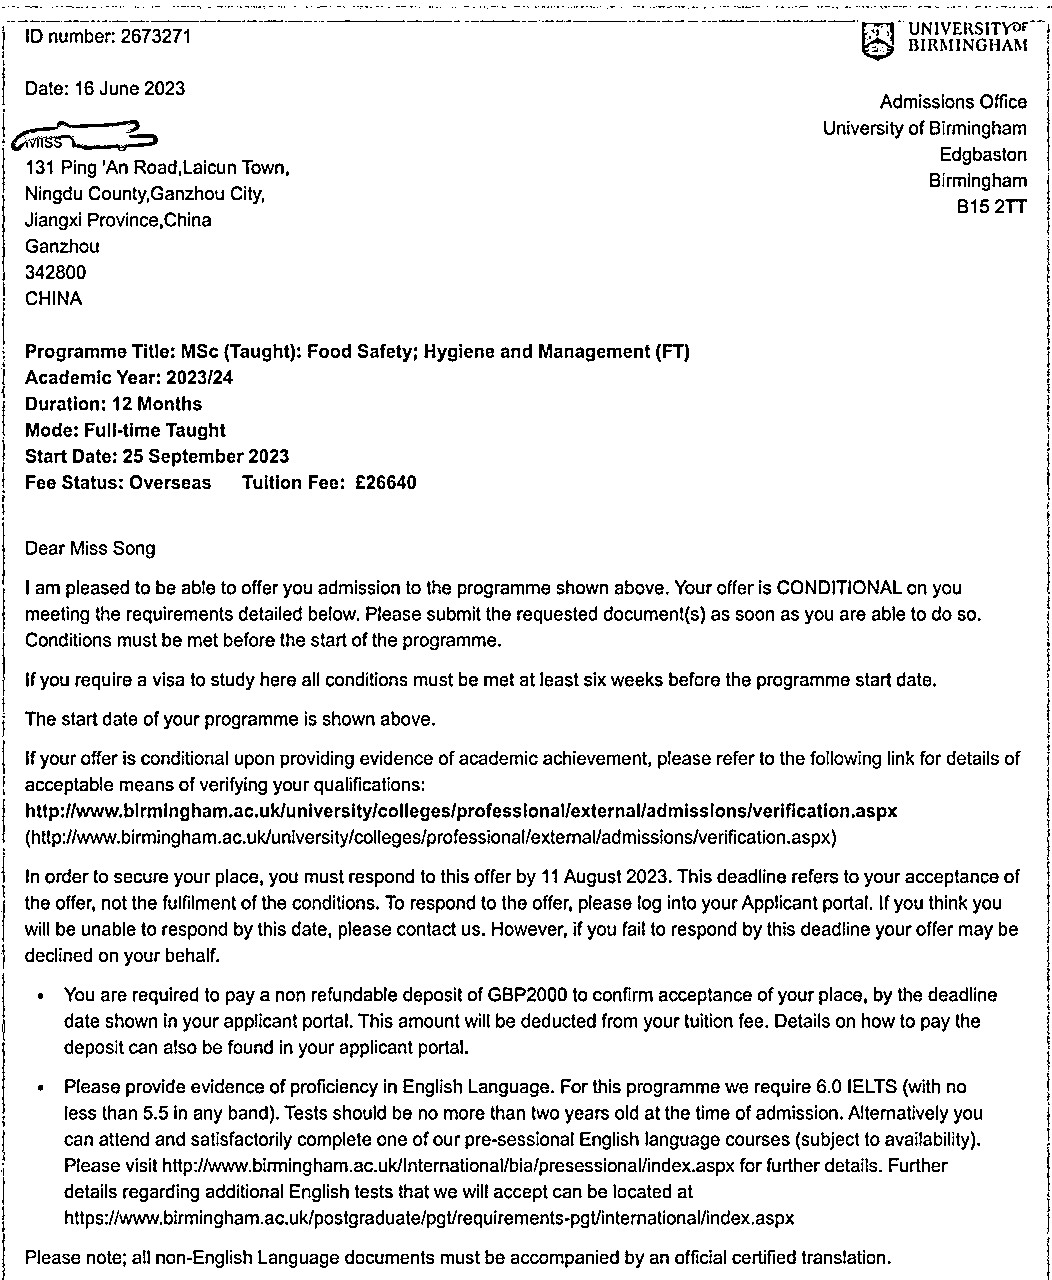 ID number: 2673271
UNIVERSITYOF
BIRMINGHAM
Date: 16 June 2023
Admissions Office
University of Birmingham
Edgbaston
Birmingham
B15 2TT
Miss
131 Ping 'An Road,Laicun Town,
Ningdu County,Ganzhou City,
Jiangxi Province,China
Ganzhou
342800
CHINA
Programme Title: MSc (Taught): Food Safety; Hygiene and Management (FT)
Academic Year: 2023/24
Duration: 12 Months
Mode: Full-time Taught
Start Date: 25 September 2023
Fee Status: Overseas Tuition Fee: £26640
Dear Miss Song
I am pleased to be able to offer you admission to the programme shown above. Your offer is CONDITIONAL on you
meeting the requirements detailed below. Please submit the requested document(s) as soon as you are able to do so.
Conditions must be met before the start of the programme.
If you require a visa to study here all conditions must be met at least six weeks before the programme start date.
The start date of your programme is shown above.
If your offer is conditional upon providing evidence of academic achievement, please refer to the following link for details of
acceptable means of verifying your qualifications:
http://www.birmingham.ac.uk/university/colleges/professional/external/admissions/verification.aspx
(http://www.birmingham.ac.uk/university/colleges/professional/external/admissions/verification.aspx)
In order to secure your place, you must respond to this offer by 11 August 2023. This deadline refers to your acceptance of
the offer, not the fulfilment of the conditions. To respond to the offer, please log into your Applicant portal. If you think you
will be unable to respond by this date, please contact us. However, if you fail to respond by this deadline your offer may be
declined on your behalf.
• You are required to pay a non refundable deposit of GBP2000 to confirm acceptance of your place, by the deadline
date shown in your applicant portal. This amount will be deducted from your tuition fee. Details on how to pay the
deposit can also be found in your applicant portal.
• Please provide evidence of proficiency in English Language. For this programme we require 6.0 IELTS (with no
less than 5.5 in any band). Tests should be no more than two years old at the time of admission. Alternatively you
can attend and satisfactorily complete one of our pre-sessional English language courses (subject to availability).
Please visit http://www.birmingham.ac.uk/International/bia/presessional/index.aspx for further details. Further
details regarding additional English tests that we will accept can be located at
https://www.birmingham.ac.uk/postgraduate/pgt/requirements-pgt/international/index.aspx
Please note; all non-English Language documents must be accompanied by an official certified translation.